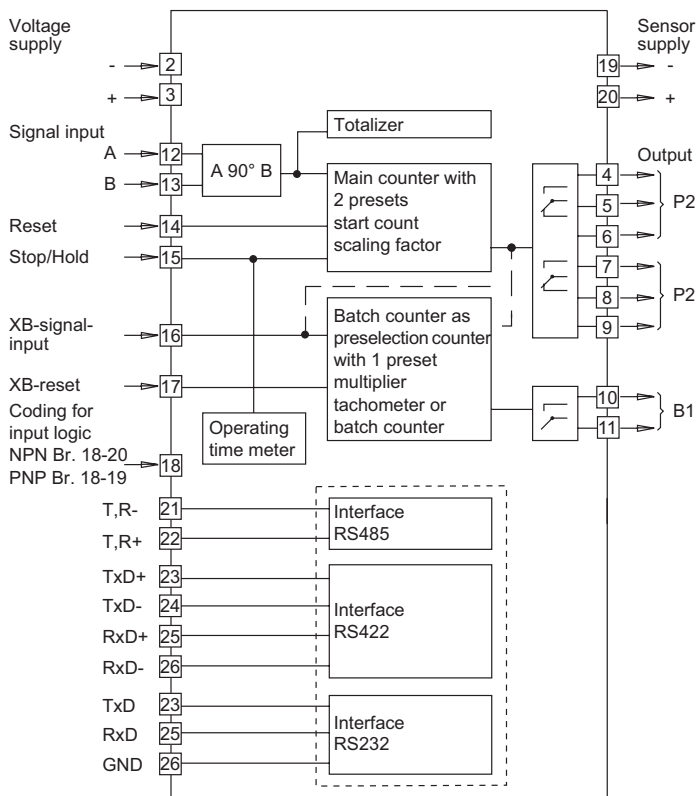 Voltage
supply
-
2
+
3
Signal input
A
12
B
13
A 90° B
Reset
14
Stop/Hold
15
XB-signal-
input
16
XB-reset
17
Coding for
input logic
NPN Br. 18-20
PNP Br. 18-19
18
Totalizer
Main counter with
2 presets
start count
scaling factor
Batch counter as
preselection counter
with 1 preset
multiplier
tachometer or
batch counter
Operating
time meter
Sensor
supply
19
-
20
+
Output
4
5
6
P2
7
8
9
P2
10
11
B1
T,R-
21
T,R+
22
Interface
RS485
TxD+
23
TxD-
24
RxD+
25
RxD-
26
Interface
RS422
TxD
23
RxD
25
GND
26
Interface
RS232